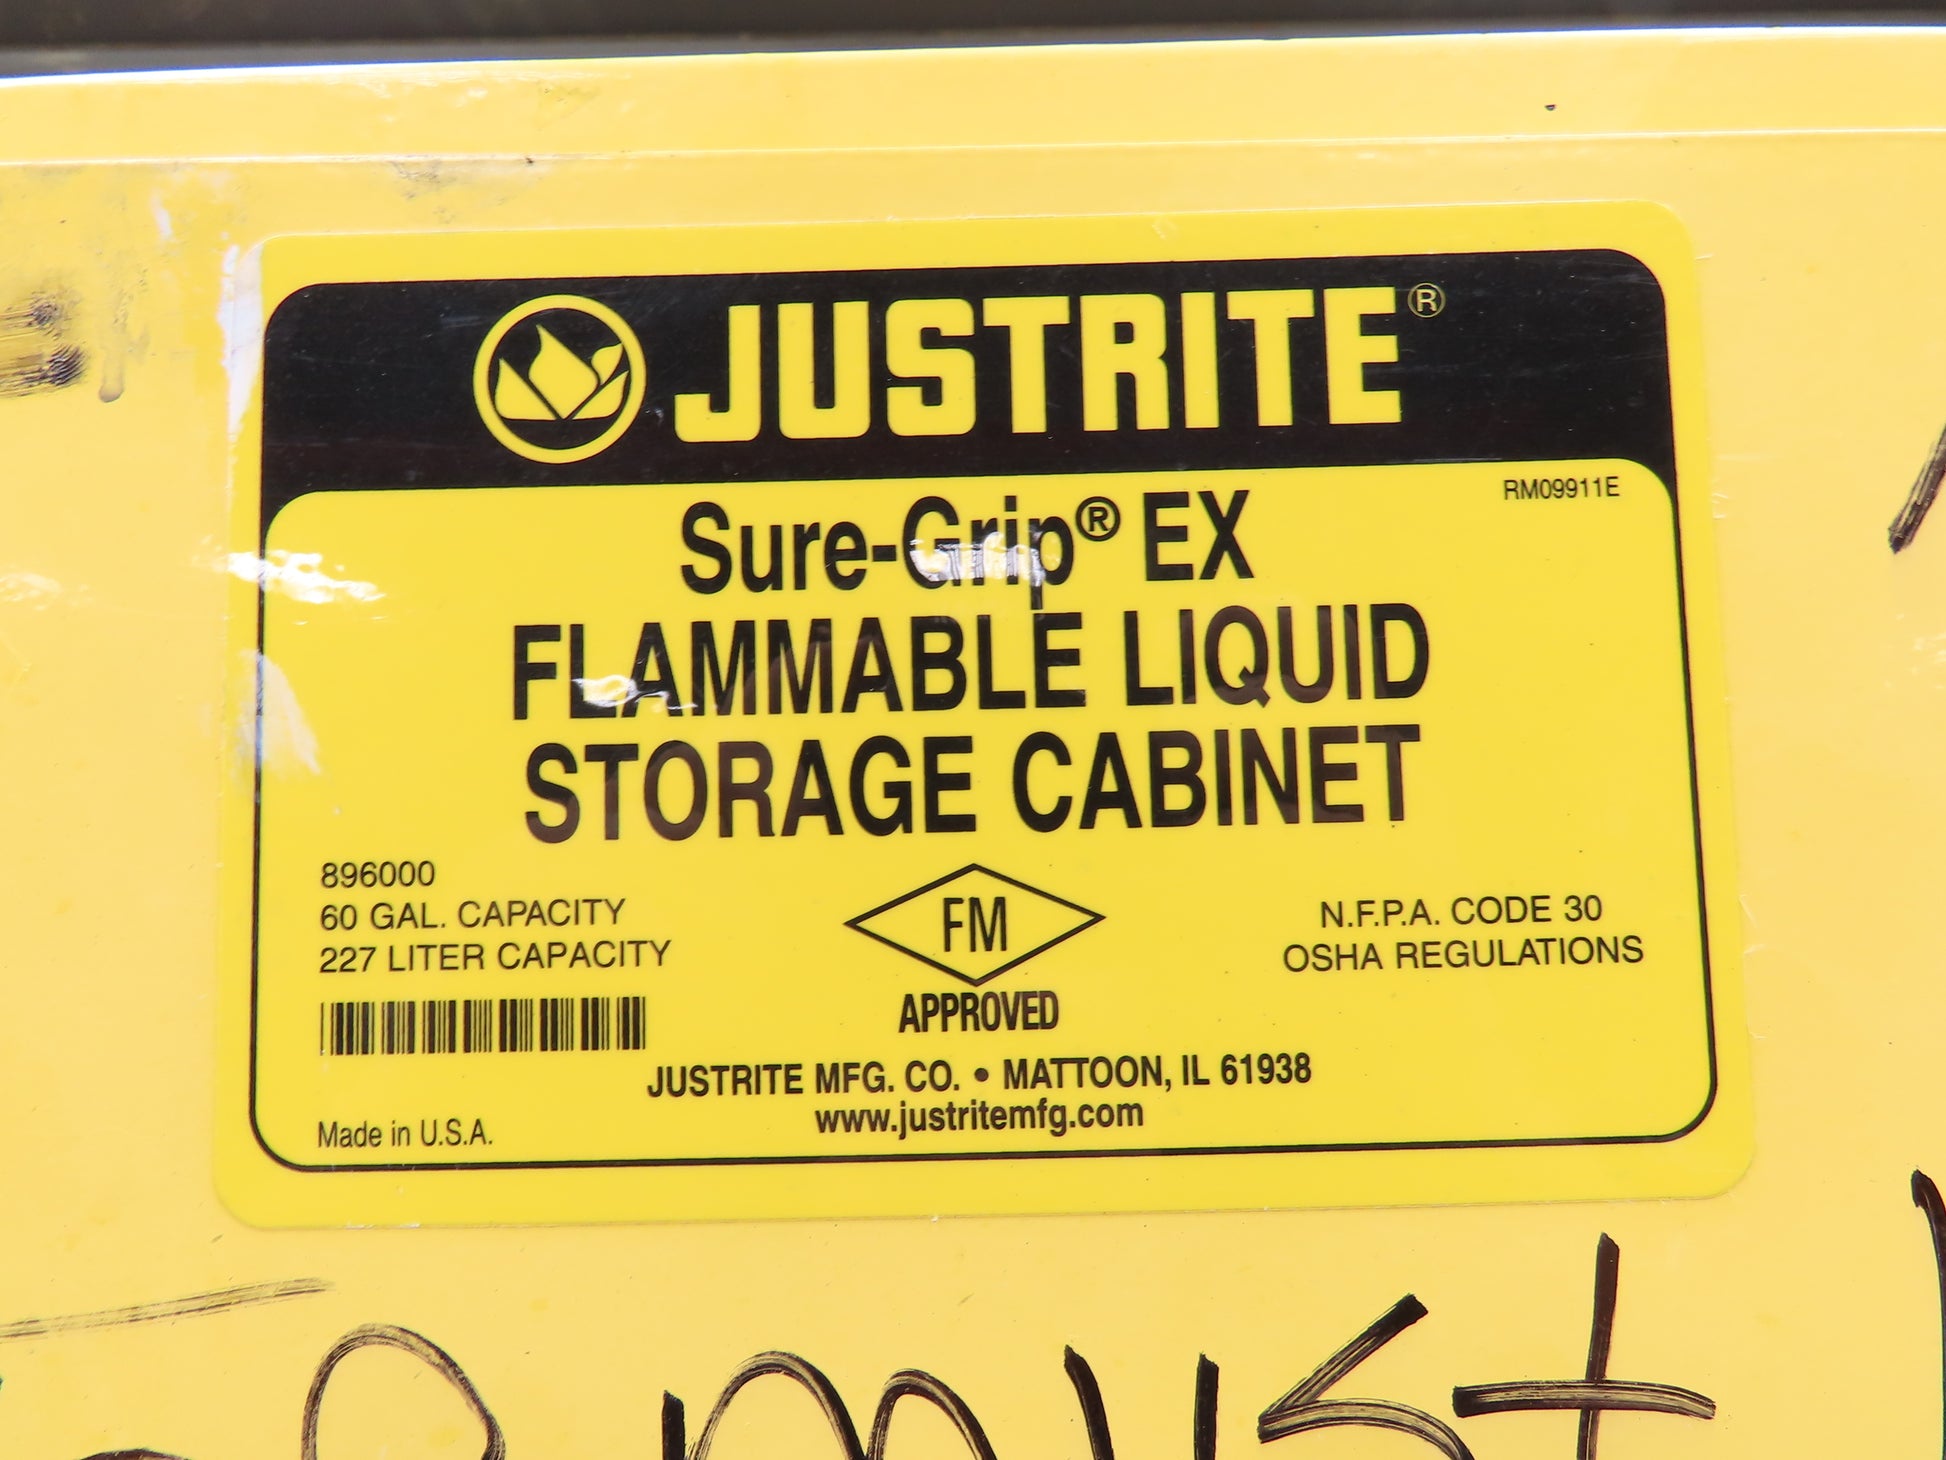 JUSTRITE®
RM09911E
Sure-Grip® EX
FLAMMABLE LIQUID
STORAGE CABINET
896000
60 GAL. CAPACITY
227 LITER CAPACITY
FM
APPROVED
N.F.P.A. CODE 30
OSHA REGULATIONS
JUSTRITE MFG. CO. • MATTOON, IL 61938
www.justritemfg.com
Made in U.S.A.
must